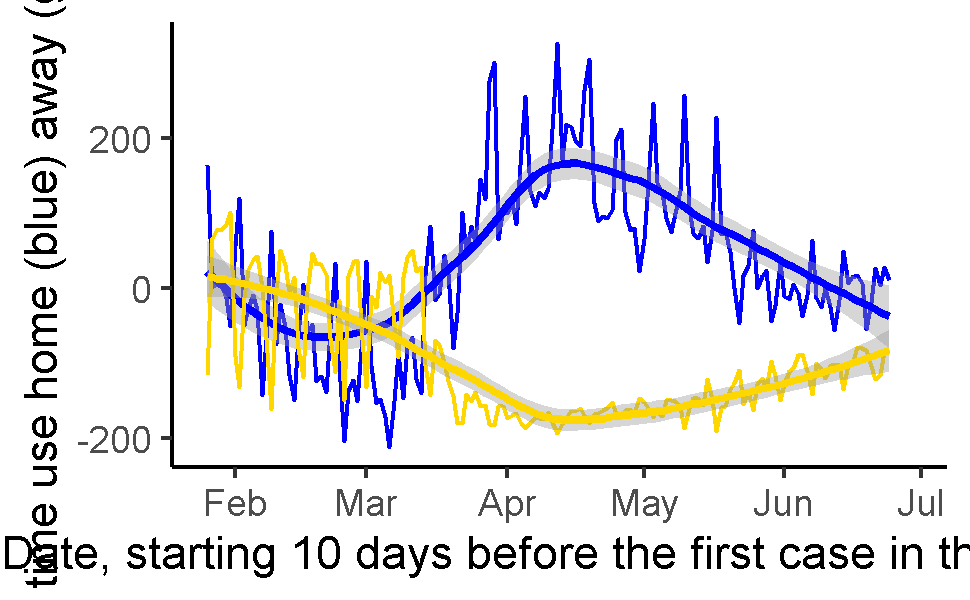 time use home (blue) away (
200
0
-200
Feb Mar Apr May Jun Jul
Date, starting 10 days before the first case in th